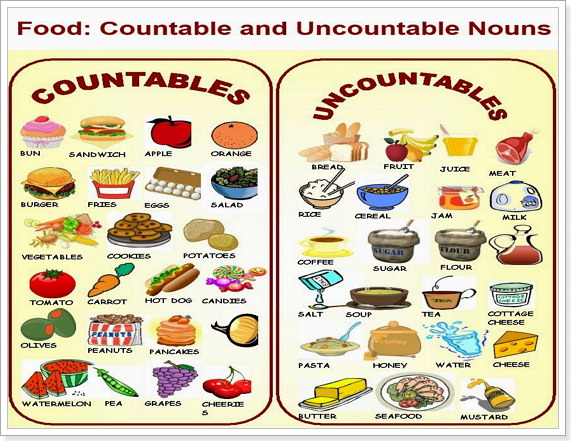 Food: Countable and Uncountable Nouns
COUNTABLES
BUN SANDWICH APPLE ORANGE
BURGER FRIES EGGS SALAD
VEGETABLES COOKIES POTATOES
TOMATO CARROT HOT DOG CANDIES
OLIVES PEANUTS PEANUTS PANCAKES
WATERMELON PEA GRAPES CHEERIE
S
UNCOUNTABLES
BREAD FRUIT JUICE MEAT
RICE CEREAL JAM MILK
COFFEE SUGAR SUGAR FLOUR FLOUR
SALT SALT SOUP TEA TEA COTTAGE CHEESE COTTAGE
CHEESE
PASTA Honey HONEY WATER CHEESE
BUTTER SEAFOOD MUSTARD